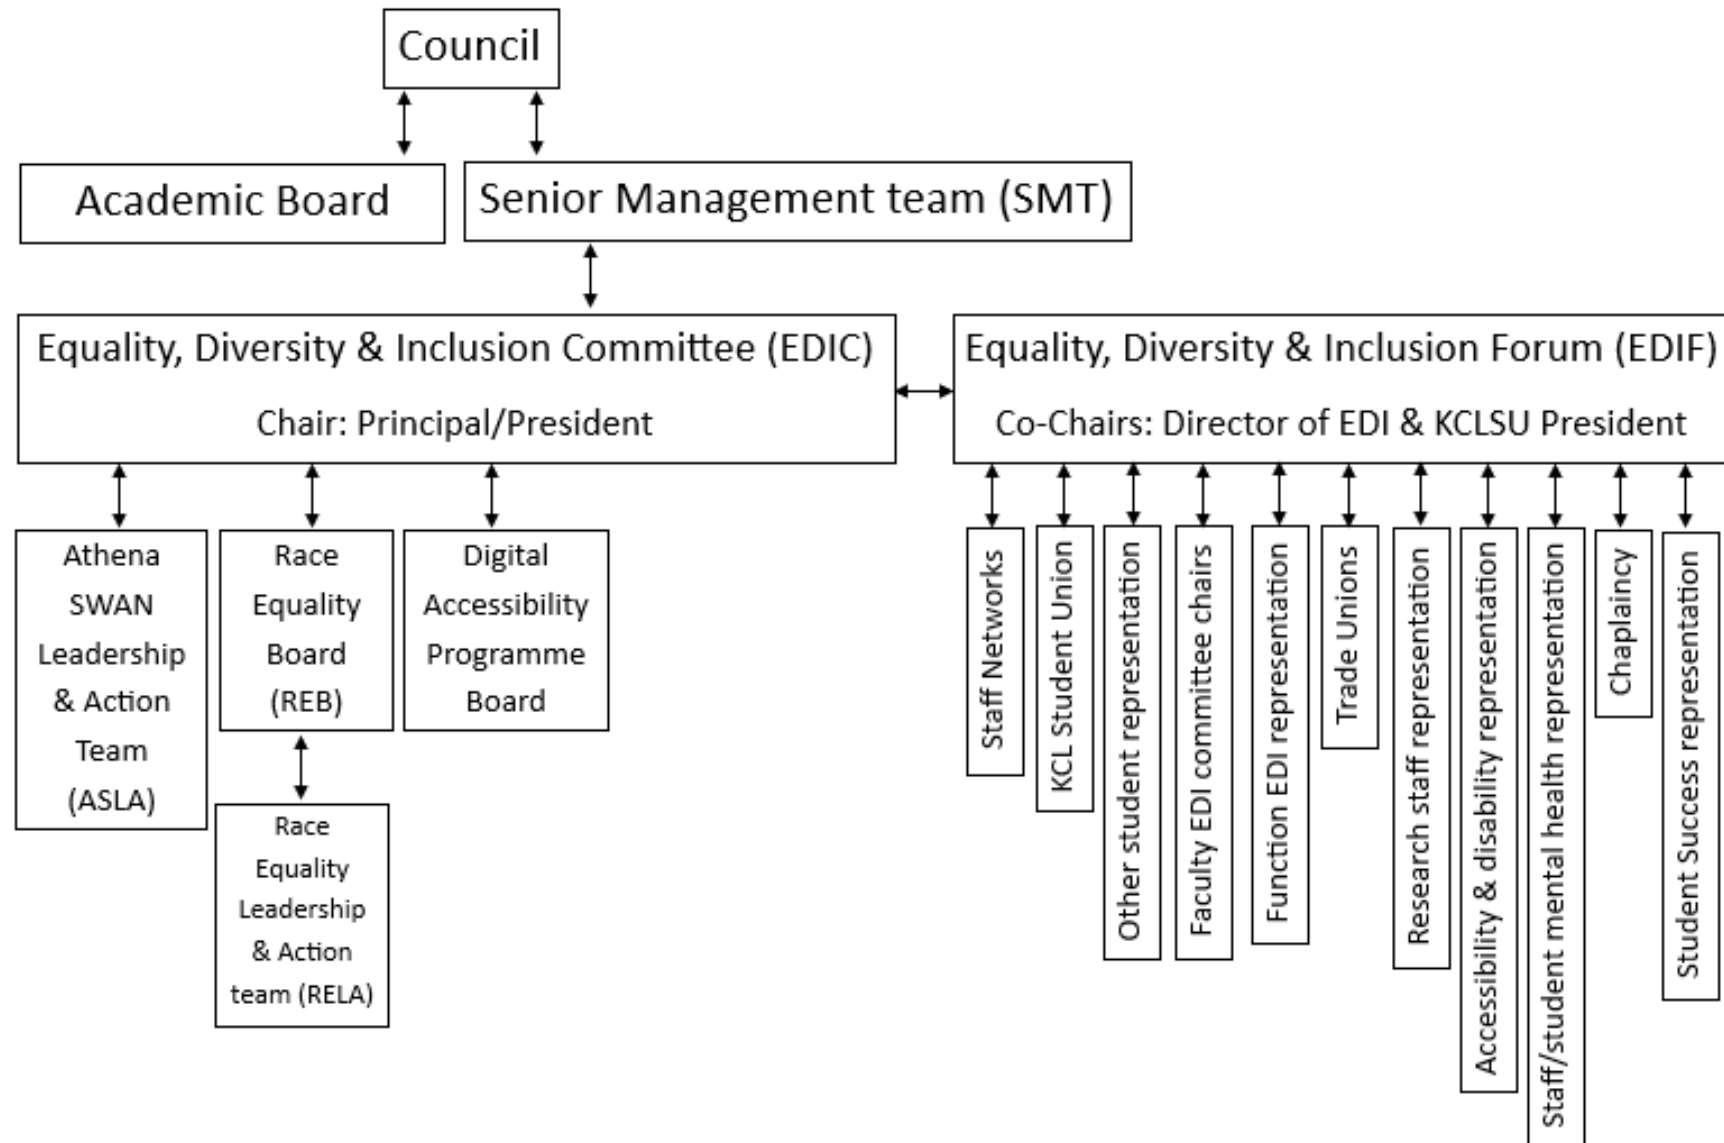 Council
Academic Board
Senior Management team (SMT)
Equality, Diversity & Inclusion Committee (EDIC)
Chair: Principal/President
Equality, Diversity & Inclusion Forum (EDIF)
Co-Chairs: Director of EDI & KCLSU President
Athena
SWAN
Leadership
& Action
Team
(ASLA)
Race
Equality
Board
(REB)
Digital
Accessibility
Programme
Board
Race
Equality
Leadership
& Action
team (RELA)
Staff Networks
KCL Student Union
Other student representation
Faculty EDI committee chairs
Function EDI representation
Trade Unions
Research staff representation
Accessibility & disability representation
Staff/student mental health representation
Chaplaincy
Student Success representation